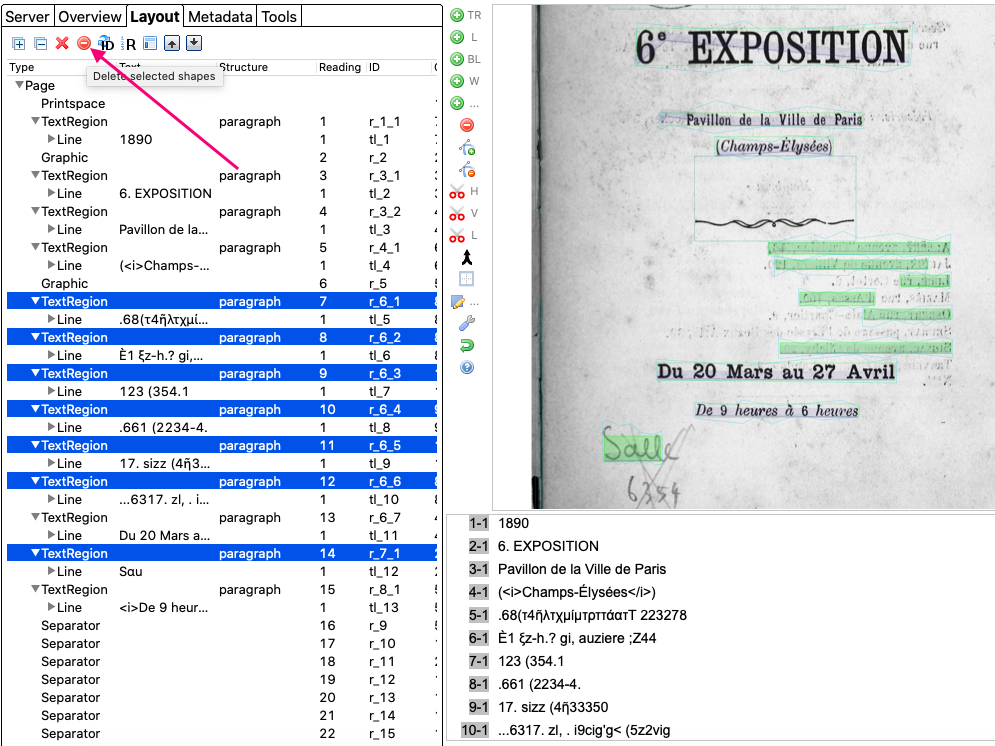 Server Overview Layout Metadata Tools
ID R
Type Text Structure Reading ID
Delete selected shapes
Page
Printspace
TextRegion paragraph 1 r_1_1
Line 1890 1 tl_1
Graphic 2 r_2
TextRegion paragraph 3 r_3_1
Line 6. EXPOSITION 1 tl_2
TextRegion paragraph 4 r_3_2
Line Pavillon de la... 1 tl_3
TextRegion paragraph 5 r_4_1
Line (<i>Champs-... 1 tl_4
Graphic 6 r_5
TextRegion paragraph 7 r_6_1
Line .68(τ4ῆλτχμί... 1 tl_5
TextRegion paragraph 8 r_6_2
Line È1 ξz-h.? gi,... 1 tl_6
TextRegion paragraph 9 r_6_3
Line 123 (354.1 1 tl_7
TextRegion paragraph 10 r_6_4
Line .661 (2234-4. 1 tl_8
TextRegion paragraph 11 r_6_5
Line 17. sizz (4ῆ3... 1 tl_9
TextRegion paragraph 12 r_6_6
Line ...6317. zl, . i... 1 tl_10
TextRegion paragraph 13 r_6_7
Line Du 20 Mars a... 1 tl_11
TextRegion paragraph 14 r_7_1
Line Sαu 1 tl_12
TextRegion paragraph 15 r_8_1
Line <i>De 9 heur... 1 tl_13
Separator 16 r_9
Separator 17 r_10
Separator 18 r_11
Separator 19 r_12
Separator 20 r_13
Separator 21 r_14
Separator 22 r_15
TR
L
BL
W
...
H
V
L
...
6e EXPOSITION
Pavillon de la Ville de Paris
(Champs-Élysées)
Du 20 Mars au 27 Avril
De 9 heures à 6 heures
Salle
6354
1-1 1890
2-1 6. EXPOSITION
3-1 Pavillon de la Ville de Paris
4-1 (<i>Champs-Élysées</i>)
5-1 .68(τ4ῆλτχμίμτρπτάατΤ 223278
6-1 È1 ξz-h.? gi, auziere ;Z44
7-1 123 (354.1
8-1 .661 (2234-4.
9-1 17. sizz (4ῆ33350
10-1 ...6317. zl, . i9cig'g< (5z2vig